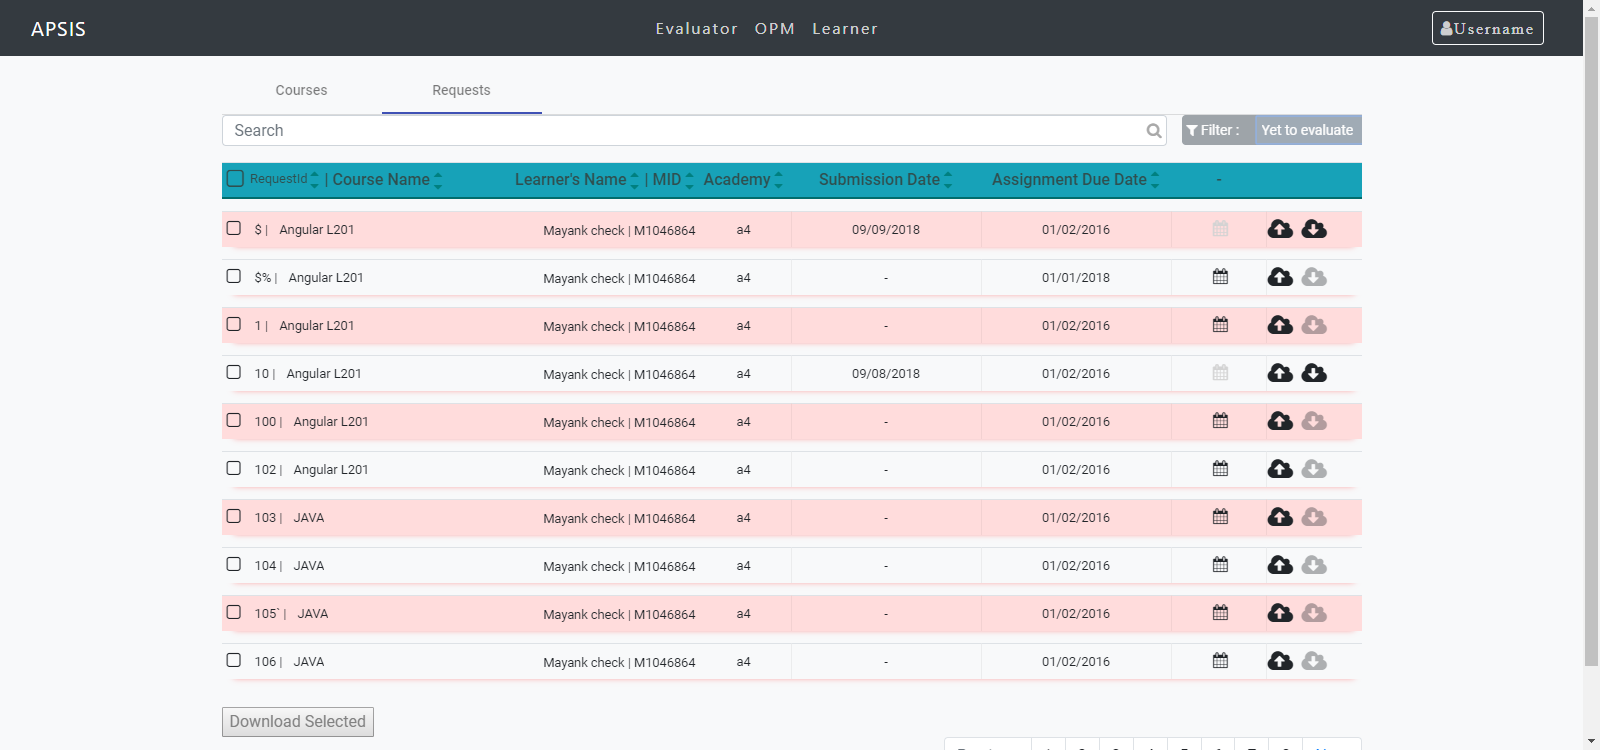 APSIS Evaluator OPM Learner Username
Courses Requests
Search Filter : Yet to evaluate
RequestId | Course Name Learner's Name | MID Academy Submission Date Assignment Due Date -
$ | Angular L201 Mayank check | M1046864 a4 09/09/2018 01/02/2016
$% | Angular L201 Mayank check | M1046864 a4 - 01/01/2018
1 | Angular L201 Mayank check | M1046864 a4 - 01/02/2016
10 | Angular L201 Mayank check | M1046864 a4 09/08/2018 01/02/2016
100 | Angular L201 Mayank check | M1046864 a4 - 01/02/2016
102 | Angular L201 Mayank check | M1046864 a4 - 01/02/2016
103 | JAVA Mayank check | M1046864 a4 - 01/02/2016
104 | JAVA Mayank check | M1046864 a4 - 01/02/2016
105` | JAVA Mayank check | M1046864 a4 - 01/02/2016
106 | JAVA Mayank check | M1046864 a4 - 01/02/2016
Download Selected